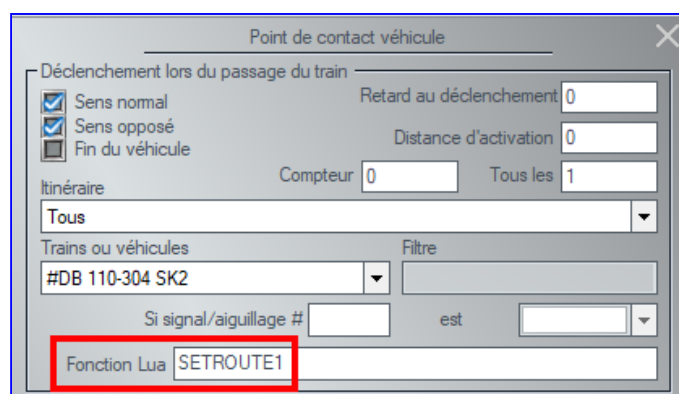 Point de contact véhicule
Déclenchement lors du passage du train
Sens normal
Retard au déclenchement 0
Sens opposé
Distance d'activation 0
Fin du véhicule
Compteur 0 Tous les 1
Itinéraire
Tous
Trains ou véhicules Filtre
#DB 110-304 SK2
Si signal/aiguillage # est
Fonction Lua SETROUTE1